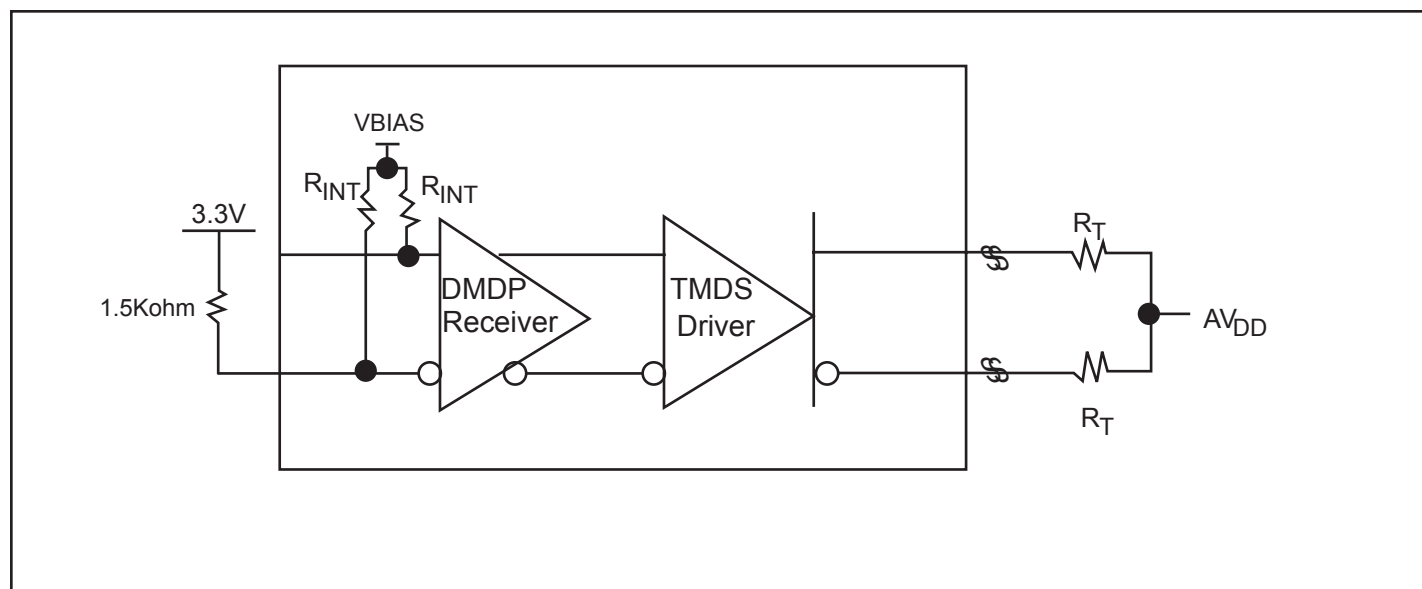 VBIAS
RINT
RINT
3.3V
1.5Kohm
DMDP
Receiver
TMDS
Driver
RT
RT
AVDD